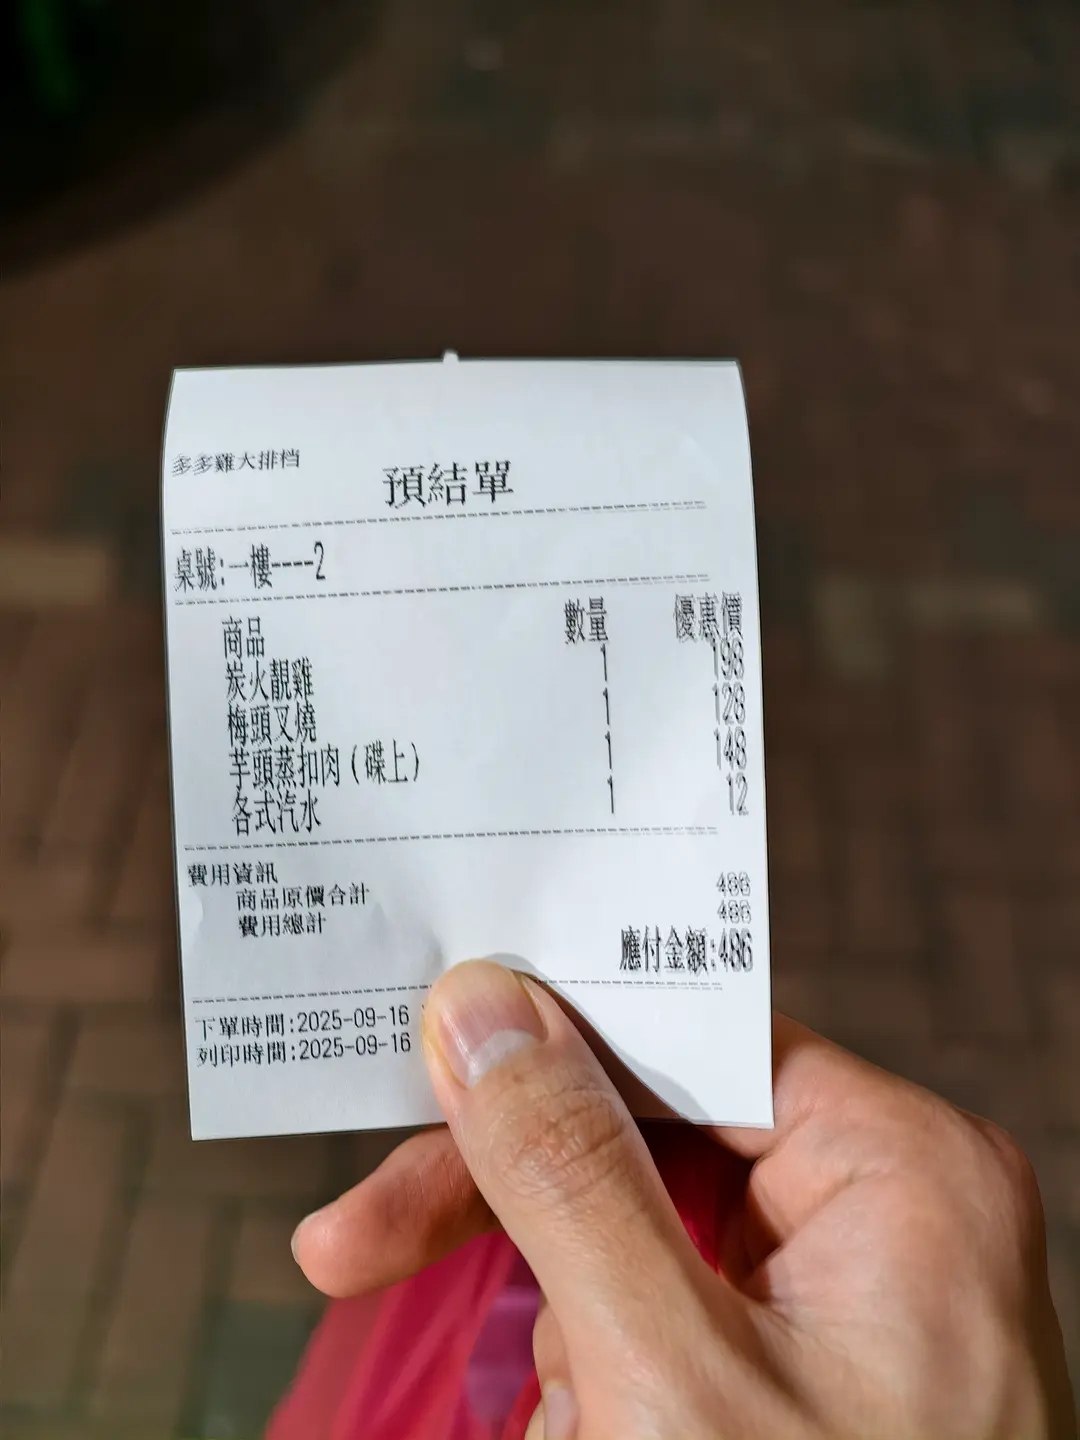 多多雞大排档
預結單
桌號:一樓----2
商品 數量 優惠價
炭火靚雞 1 198
梅頭叉燒 1 128
芋頭蒸扣肉(碟上) 1 148
各式汽水 1 12
費用資訊
商品原價合計 486
費用總計 486
應付金額:486
下單時間:2025-09-16
列印時間:2025-09-16